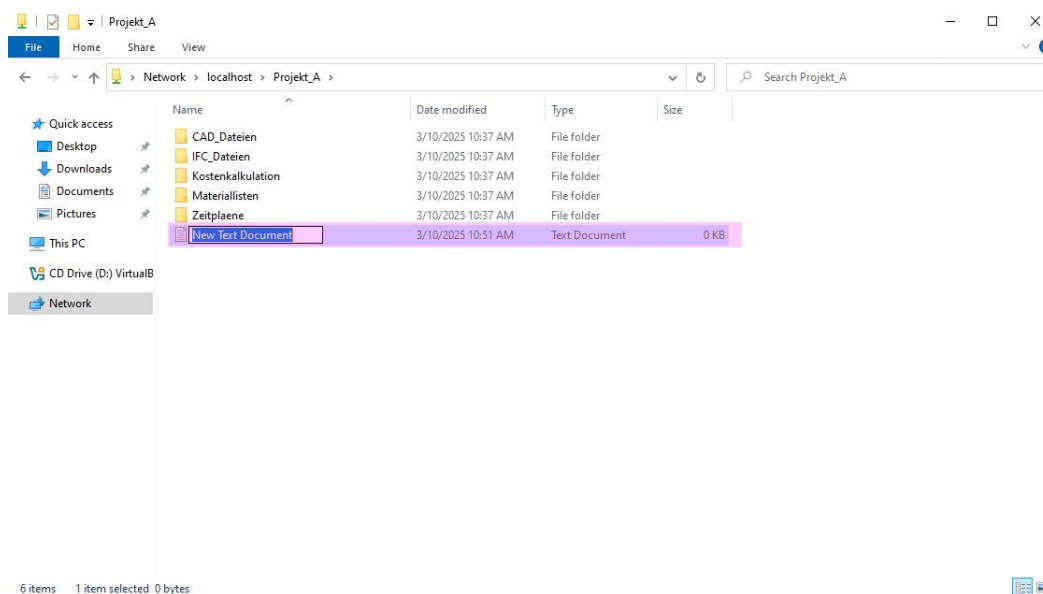 Projekt_A
File Home Share View
Network > localhost > Projekt_A >
Search Projekt_A
Name Date modified Type Size
Quick access
Desktop
Downloads
Documents
Pictures
This PC
CD Drive (D:) VirtualB
Network
CAD_Dateien 3/10/2025 10:37 AM File folder
IFC_Dateien 3/10/2025 10:37 AM File folder
Kostenkalkulation 3/10/2025 10:37 AM File folder
Materiallisten 3/10/2025 10:37 AM File folder
Zeitplaene 3/10/2025 10:37 AM File folder
New Text Document 3/10/2025 10:51 AM Text Document 0 KB
6 items 1 item selected 0 bytes